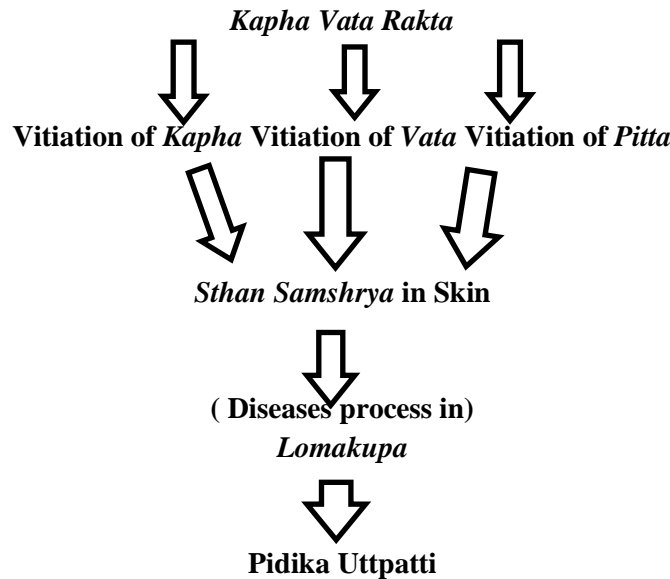 Kapha Vata Rakta
Vitiation of Kapha Vitiation of Vata Vitiation of Pitta
Sthan Samshrya in Skin
( Diseases process in)
Lomakupa
Pidika Uttpatti